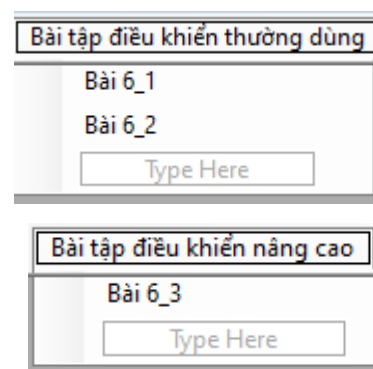 Bài tập điều khiển thường dùng
Bài 6_1
Bài 6_2
Type Here
Bài tập điều khiển nâng cao
Bài 6_3
Type Here